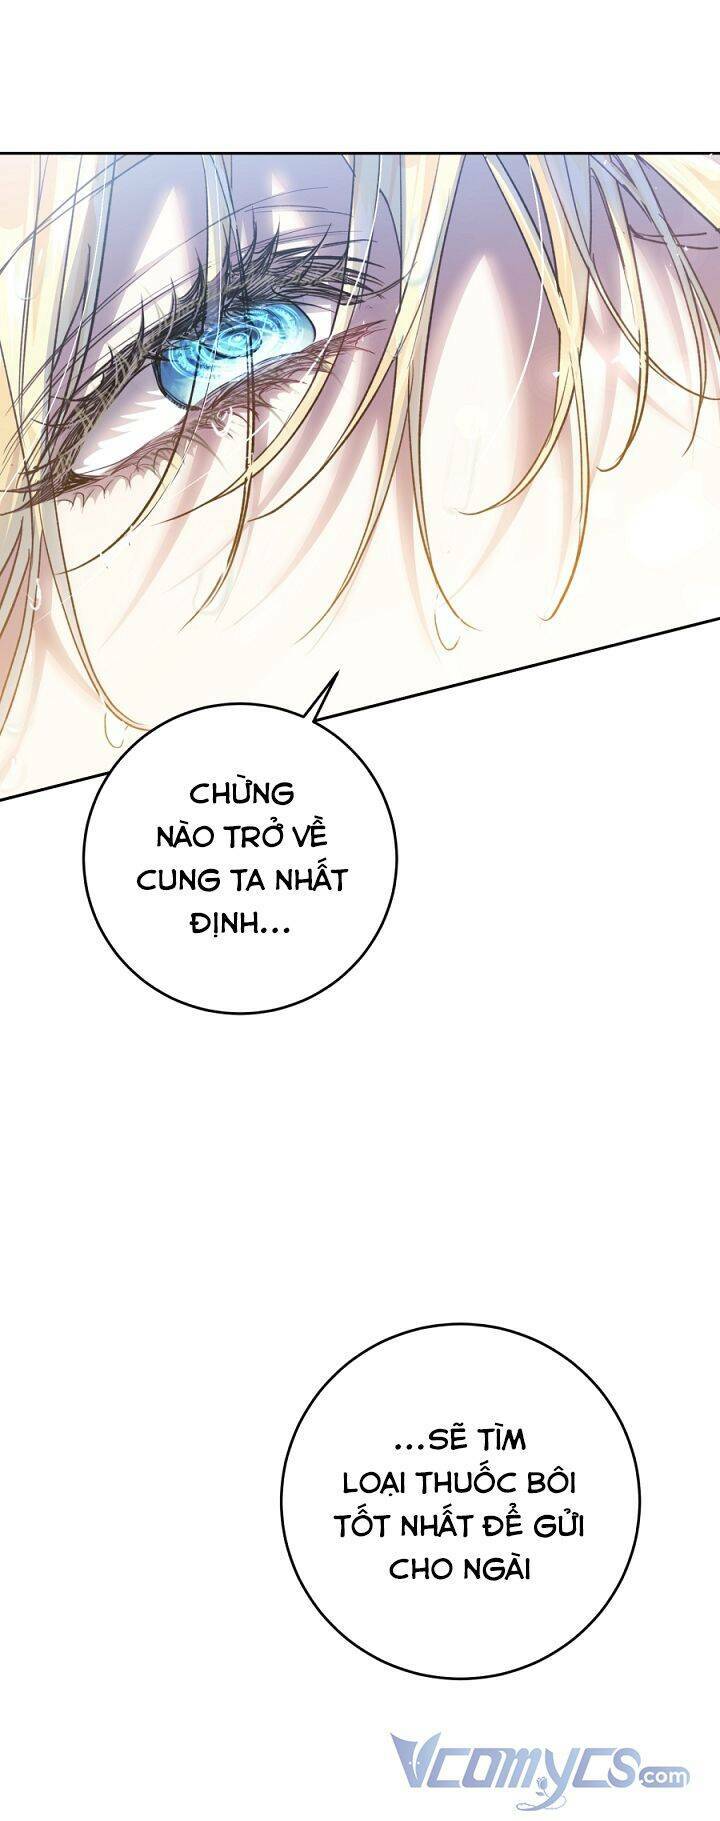 CHỪNG
NÀO TRỞ VỀ
CUNG TA NHẤT
ĐỊNH...
...SẼ TÌM
LOẠI THUỐC BÔI
TỐT NHẤT ĐỂ GỬI
CHO NGÀI
VCOMYCS.com